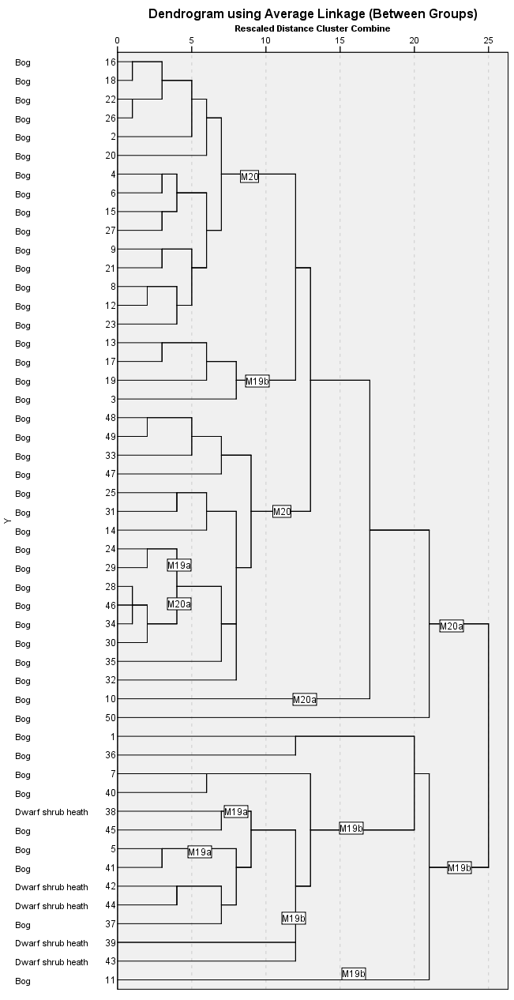 Dendrogram using Average Linkage (Between Groups)
Rescaled Distance Cluster Combine
0 5 10 15 20 25
Bog 16
Bog 18
Bog 22
Bog 26
Bog 2
Bog 20
Bog 4 M20
Bog 6
Bog 15
Bog 27
Bog 9
Bog 21
Bog 8
Bog 12
Bog 23
Bog 13
Bog 17
Bog 19 M19b
Bog 3
Bog 48
Bog 49
Bog 33
Bog 47
Bog 25
Bog 31 M20
Y
Bog 14
Bog 24
Bog 29 M19a
Bog 28
Bog 46 M20a
Bog 34 M20a
Bog 30
Bog 35
Bog 32
Bog 10 M20a
Bog 50
Bog 1
Bog 36
Bog 7
Bog 40
Dwarf shrub heath 38 M19a
Bog 45 M19b
Bog 5 M19a
Bog 41 M19b
Dwarf shrub heath 42
Dwarf shrub heath 44
Bog 37 M19b
Dwarf shrub heath 39
Dwarf shrub heath 43
Bog 11 M19b